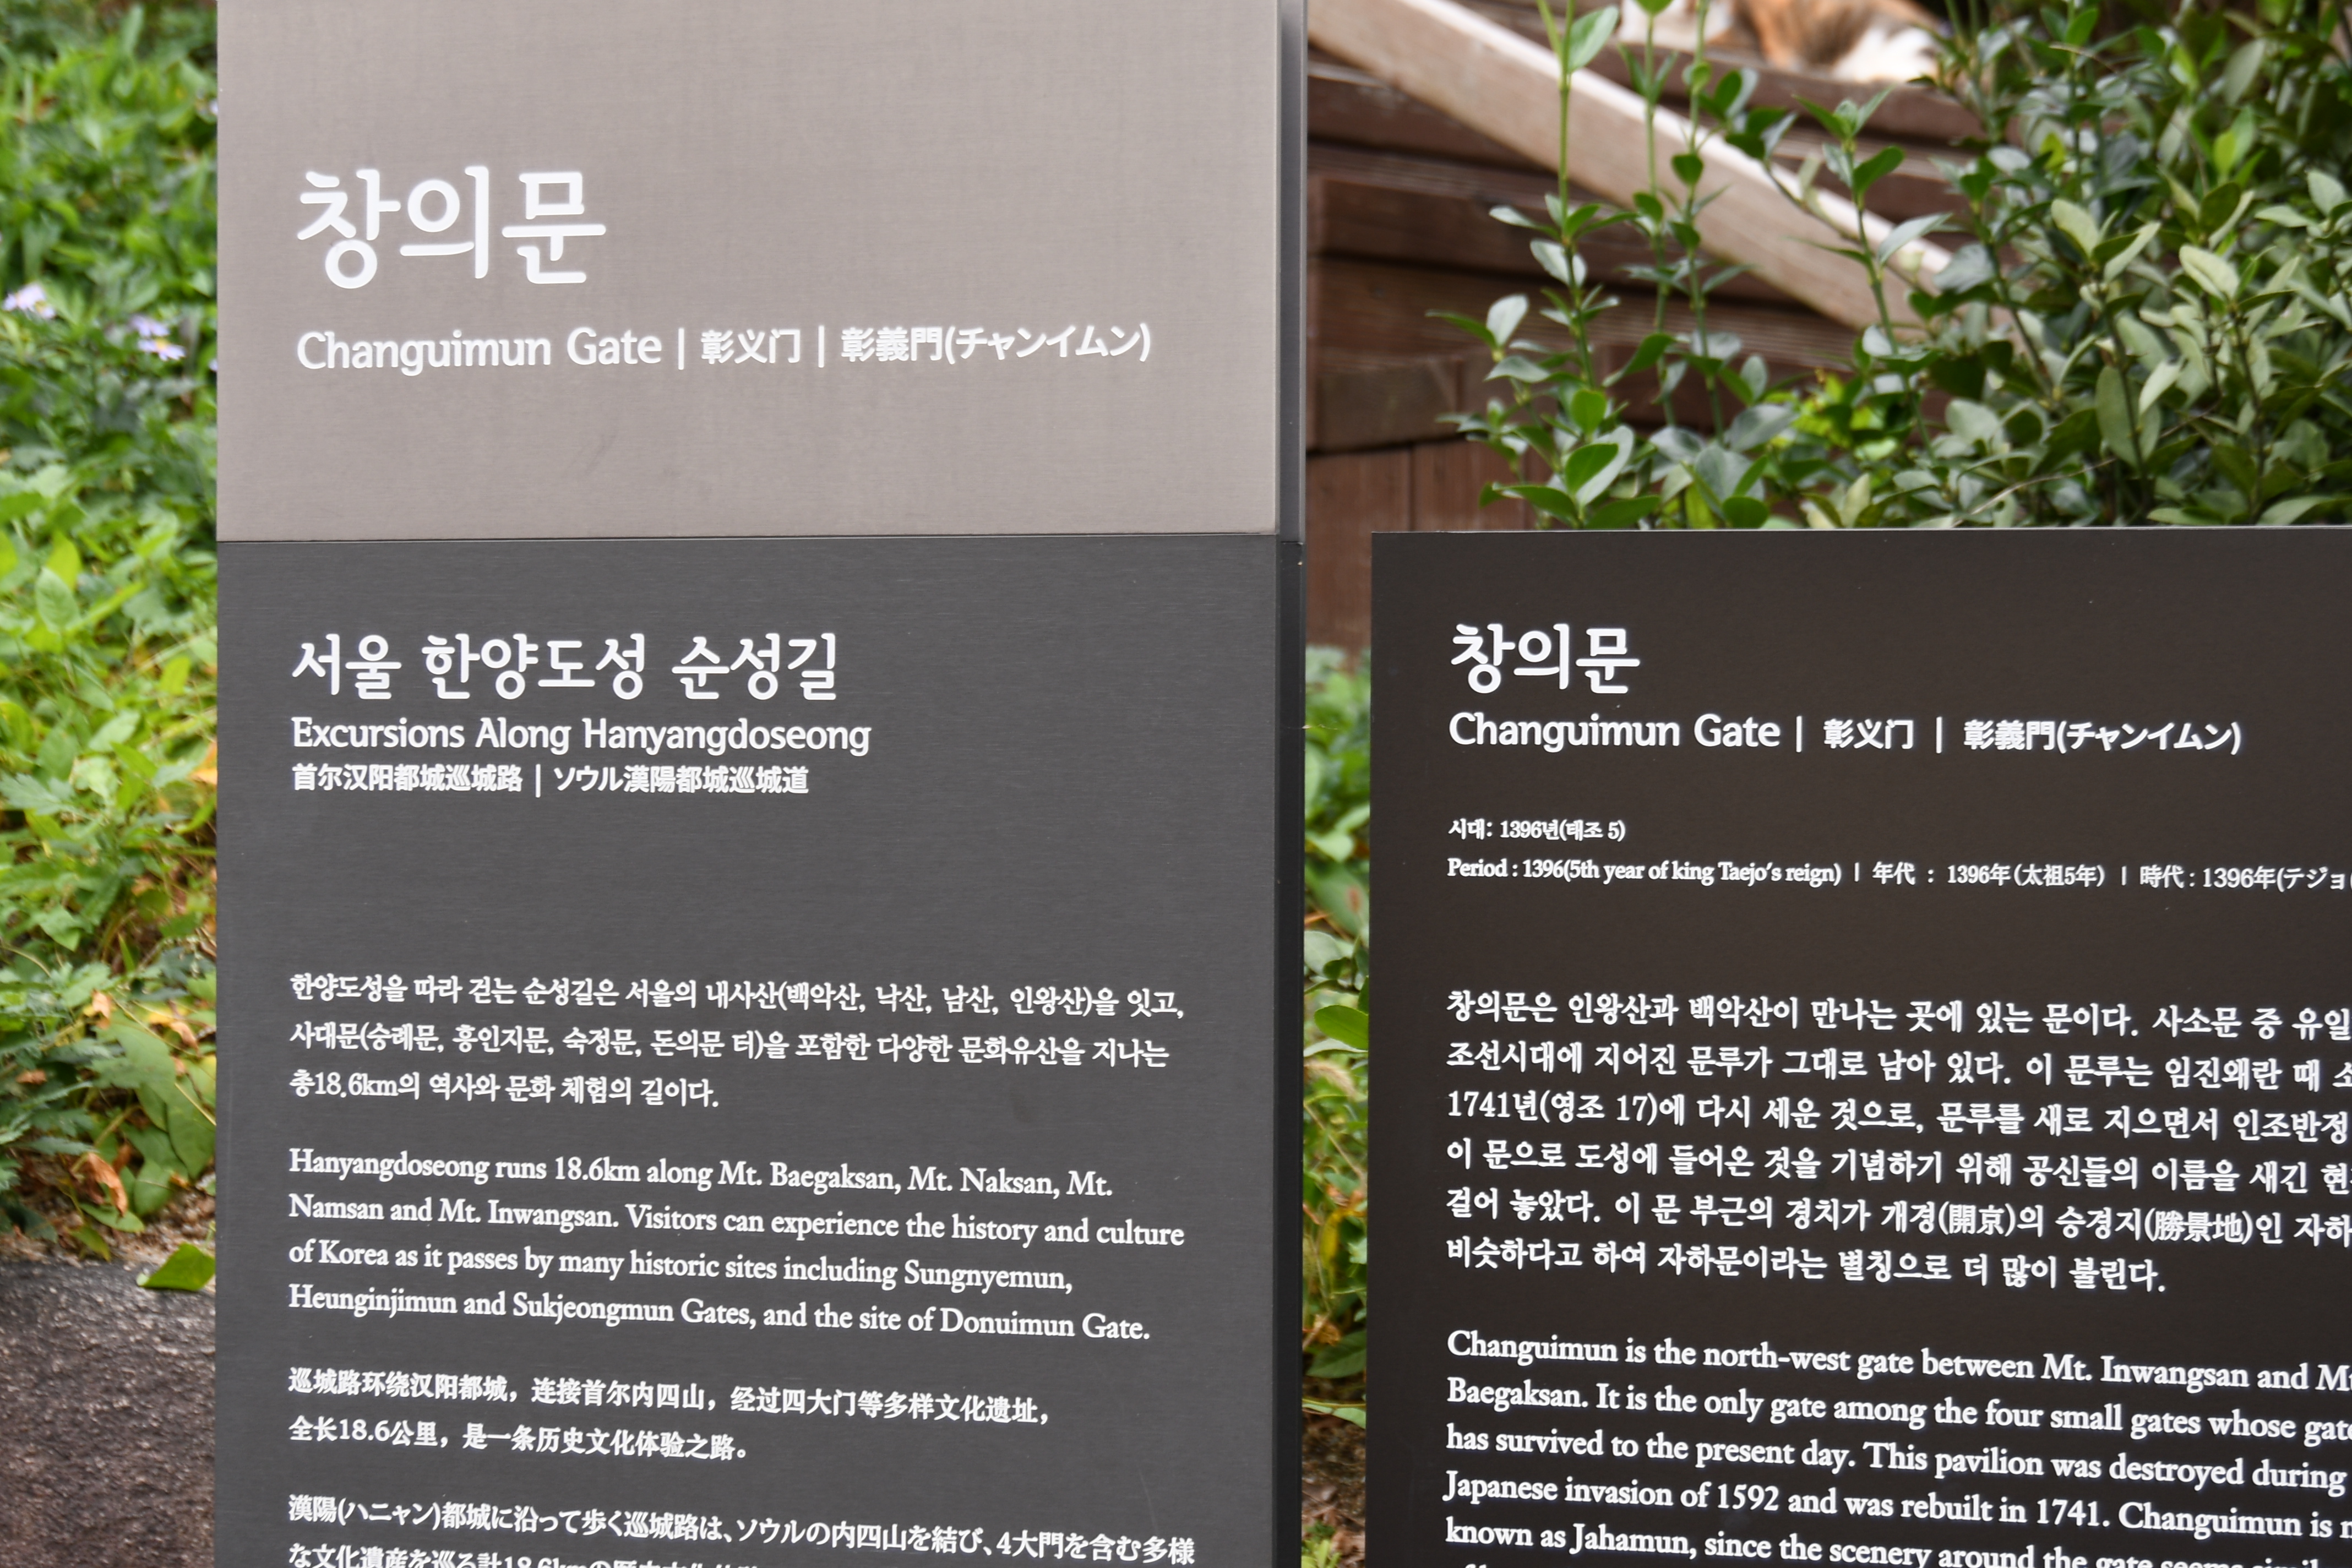 창의문
Changuimun Gate | 彰义门 | 彰義門(チャンイムン)
서울 한양도성 순성길
Excursions Along Hanyangdoseong
首尔汉阳都城巡城路 | ソウル漢陽都城巡城道
한양도성을 따라 걷는 순성길은 서울의 내사산(백악산, 낙산, 남산, 인왕산)을 잇고,
사대문(숭례문, 흥인지문, 숙정문, 돈의문 터)을 포함한 다양한 문화유산을 지나는
총18.6km의 역사와 문화 체험의 길이다.
Hanyangdoseong runs 18.6km along Mt. Baegaksan, Mt. Naksan, Mt.
Namsan and Mt. Inwangsan. Visitors can experience the history and culture
of Korea as it passes by many historic sites including Sungnyemun,
Heunginjimun and Sukjeongmun Gates, and the site of Donuimun Gate.
巡城路环绕汉阳都城，连接首尔内四山，经过四大门等多样文化遗址，
全长18.6公里，是一条历史文化体验之路。
漢陽(ハニャン)都城に沿って歩く巡城路は、ソウルの内四山を結び、4大門を含む多様
な文化遺産を巡る計18.6kmの
창의문
Changuimun Gate | 彰义门 | 彰義門(チャンイムン)
시대: 1396년(태조 5)
Period : 1396(5th year of king Taejo's reign) | 年代 : 1396年(太祖5年) | 時代 : 1396年(テジョ
창의문은 인왕산과 백악산이 만나는 곳에 있는 문이다. 사소문 중 유일
조선시대에 지어진 문루가 그대로 남아 있다. 이 문루는 임진왜란 때
1741년(영조 17)에 다시 세운 것으로, 문루를 새로 지으면서 인조반정
이 문으로 도성에 들어온 것을 기념하기 위해 공신들의 이름을 새긴 현
걸어 놓았다. 이 문 부근의 경치가 개경(開京)의 승경지(勝景地)인 자하
비슷하다고 하여 자하문이라는 별칭으로 더 많이 불린다.
Changuimun is the north-west gate between Mt. Inwangsan and
Baegaksan. It is the only gate among the four small gates whose
has survived to the present day. This pavilion was destroyed during
Japanese invasion of 1592 and was rebuilt in 1741. Changuimun is
known as Jahamun, since the scenery around the gate seems